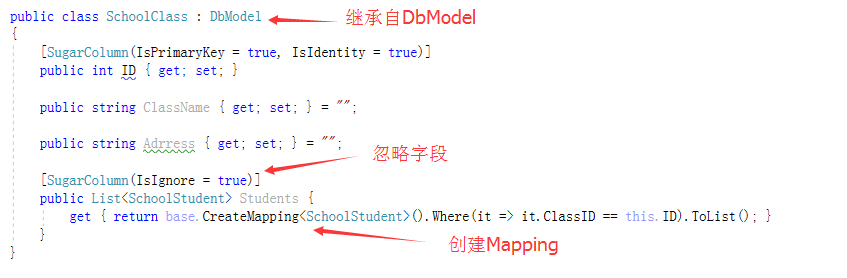 public class SchoolClass : DbModel
继承自DbModel
{
[SugarColumn(IsPrimaryKey = true, IsIdentity = true)]
public int ID { get; set; }
public string ClassName { get; set; } = "";
public string Adrress { get; set; } = "";
忽略字段
[SugarColumn(IsIgnore = true)]
public List<SchoolStudent> Students {
get { return base.CreateMapping<SchoolStudent>().Where(it => it.ClassID == this.ID).ToList(); }
}
创建Mapping
}